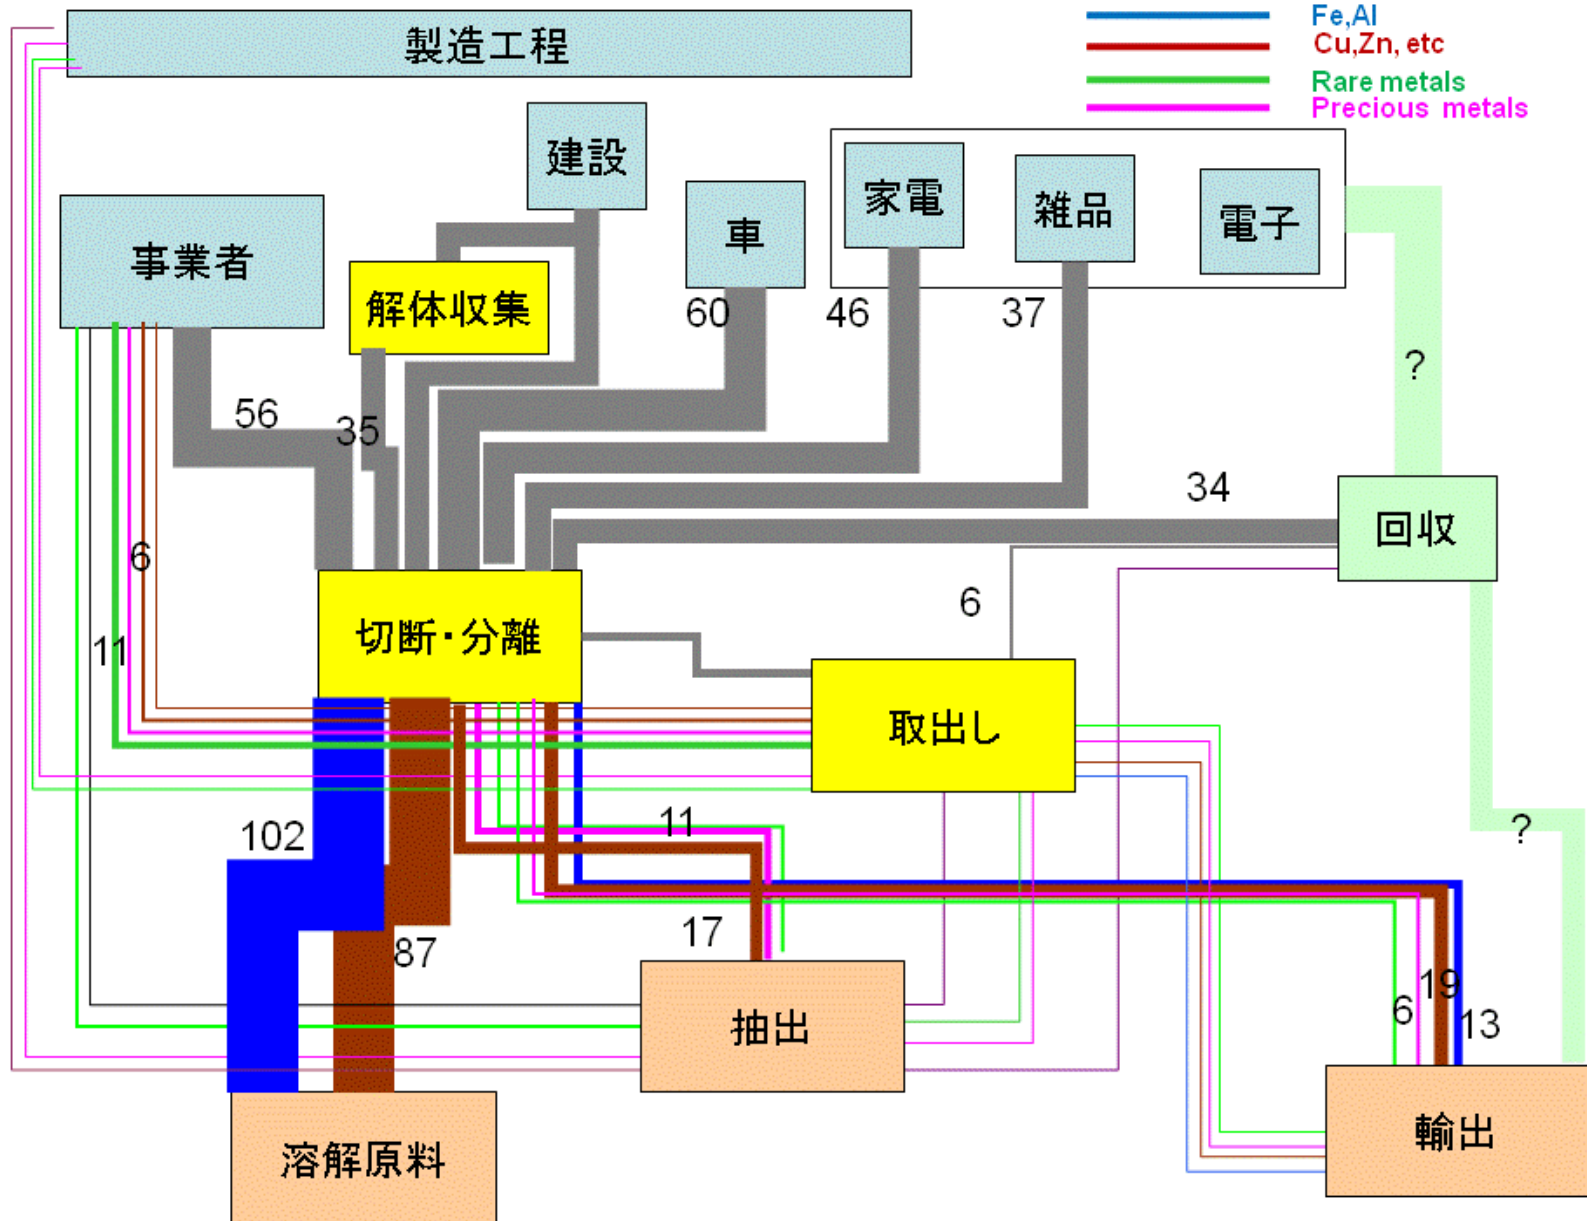 製造工程
Fe,Al
Cu,Zn, etc
Rare metals
Precious metals
建設
家電
雑品
電子
車
事業者
解体収集
60
46
37
?
56
35
34
回収
6
6
切断・分離
11
取出し
102
11
?
17
87
19
6
13
抽出
輸出
溶解原料